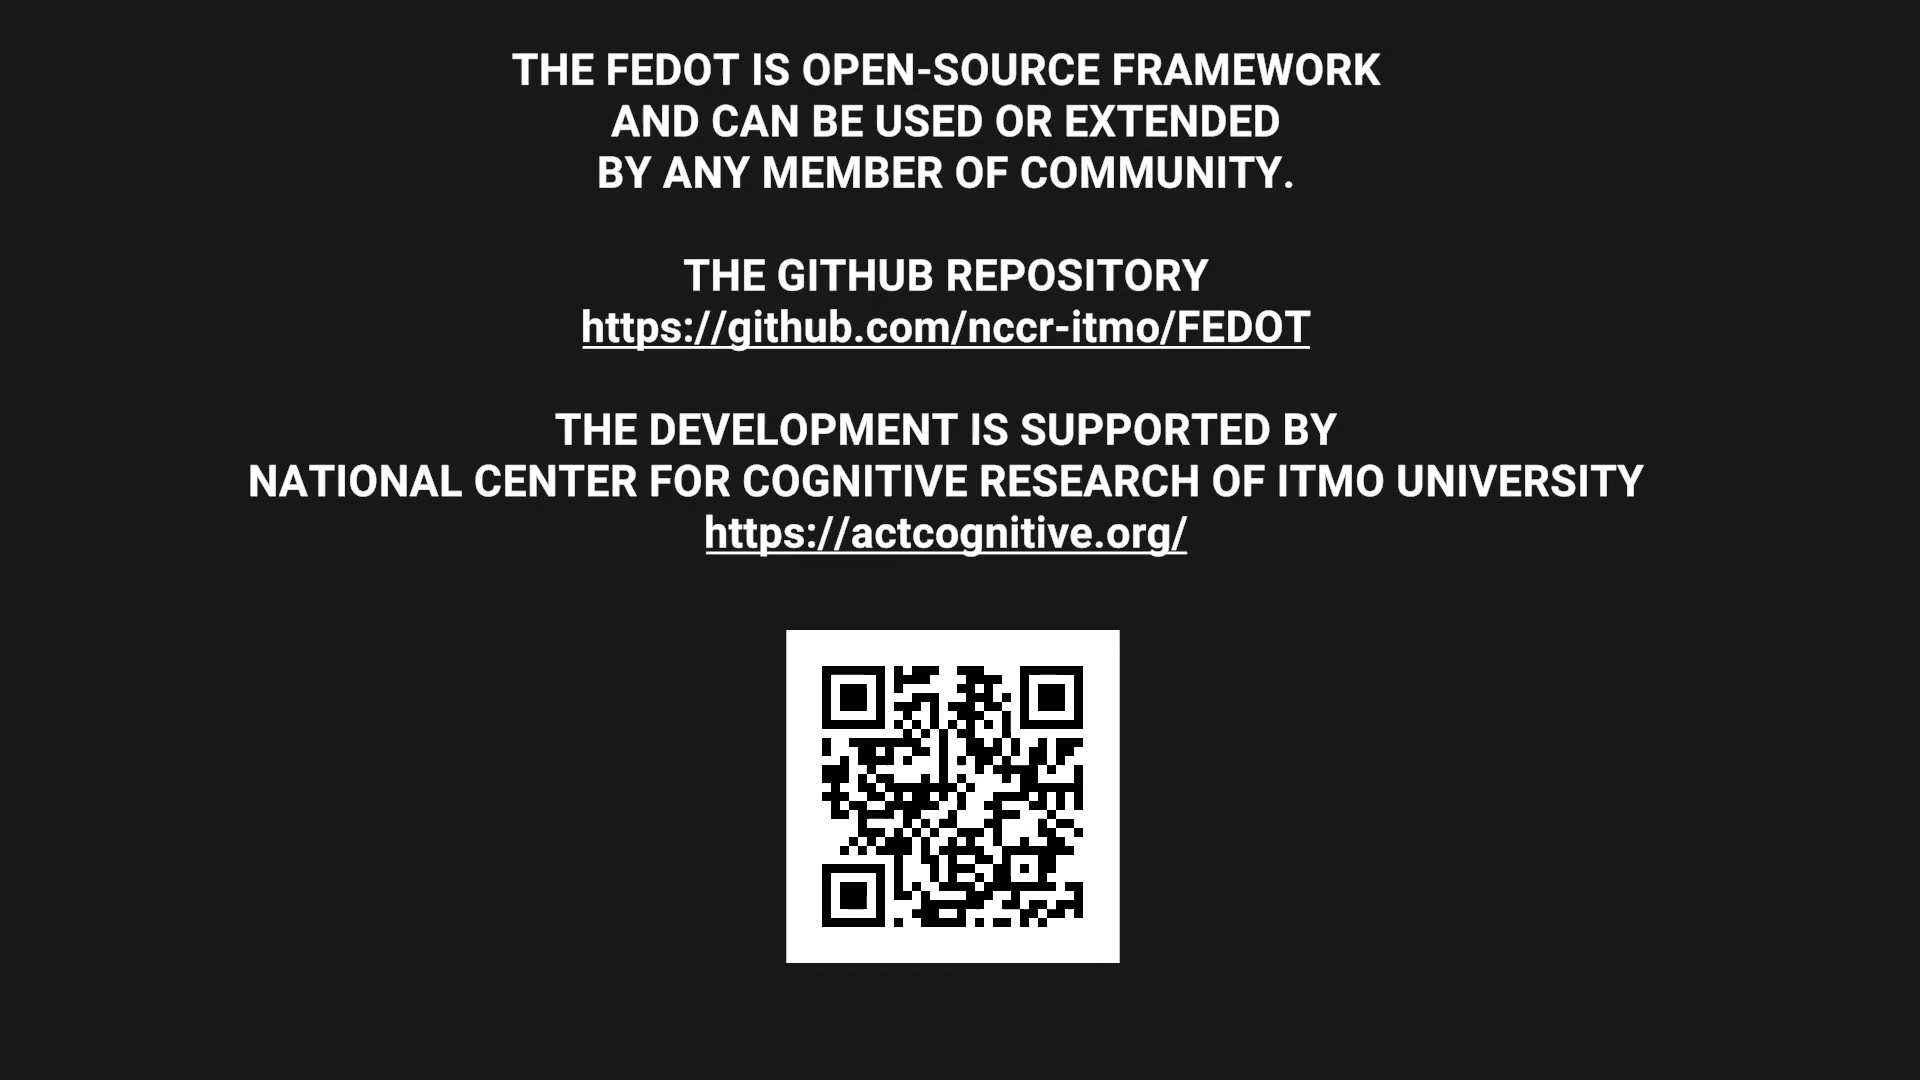 THE FEDOT IS OPEN-SOURCE FRAMEWORK
AND CAN BE USED OR EXTENDED
BY ANY MEMBER OF COMMUNITY.
THE GITHUB REPOSITORY
https://github.com/nccr-itmo/FEDOT
THE DEVELOPMENT IS SUPPORTED BY
NATIONAL CENTER FOR COGNITIVE RESEARCH OF ITMO UNIVERSITY
https://actcognitive.org/